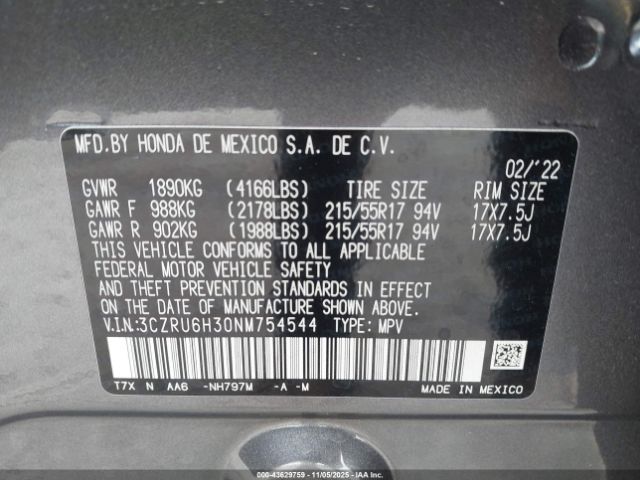 MFD.BY HONDA DE MEXICO S.A. DE C.V.
02/'22
GVWR 1890KG (4166LBS) TIRE SIZE RIM SIZE
GAWR F 988KG (2178LBS) 215/55R17 94V 17X7.5J
GAWR R 902KG (1988LBS) 215/55R17 94V 17X7.5J
THIS VEHICLE CONFORMS TO ALL APPLICABLE
FEDERAL MOTOR VEHICLE SAFETY
AND THEFT PREVENTION STANDARDS IN EFFECT
ON THE DATE OF MANUFACTURE SHOWN ABOVE.
V.I.N.:3CZRU6H30NM754544 TYPE: MPV
T7X N AA6 -NH797M -A -M MADE IN MEXICO
000-43629759 - 11/05/2025 - IAA, Inc.